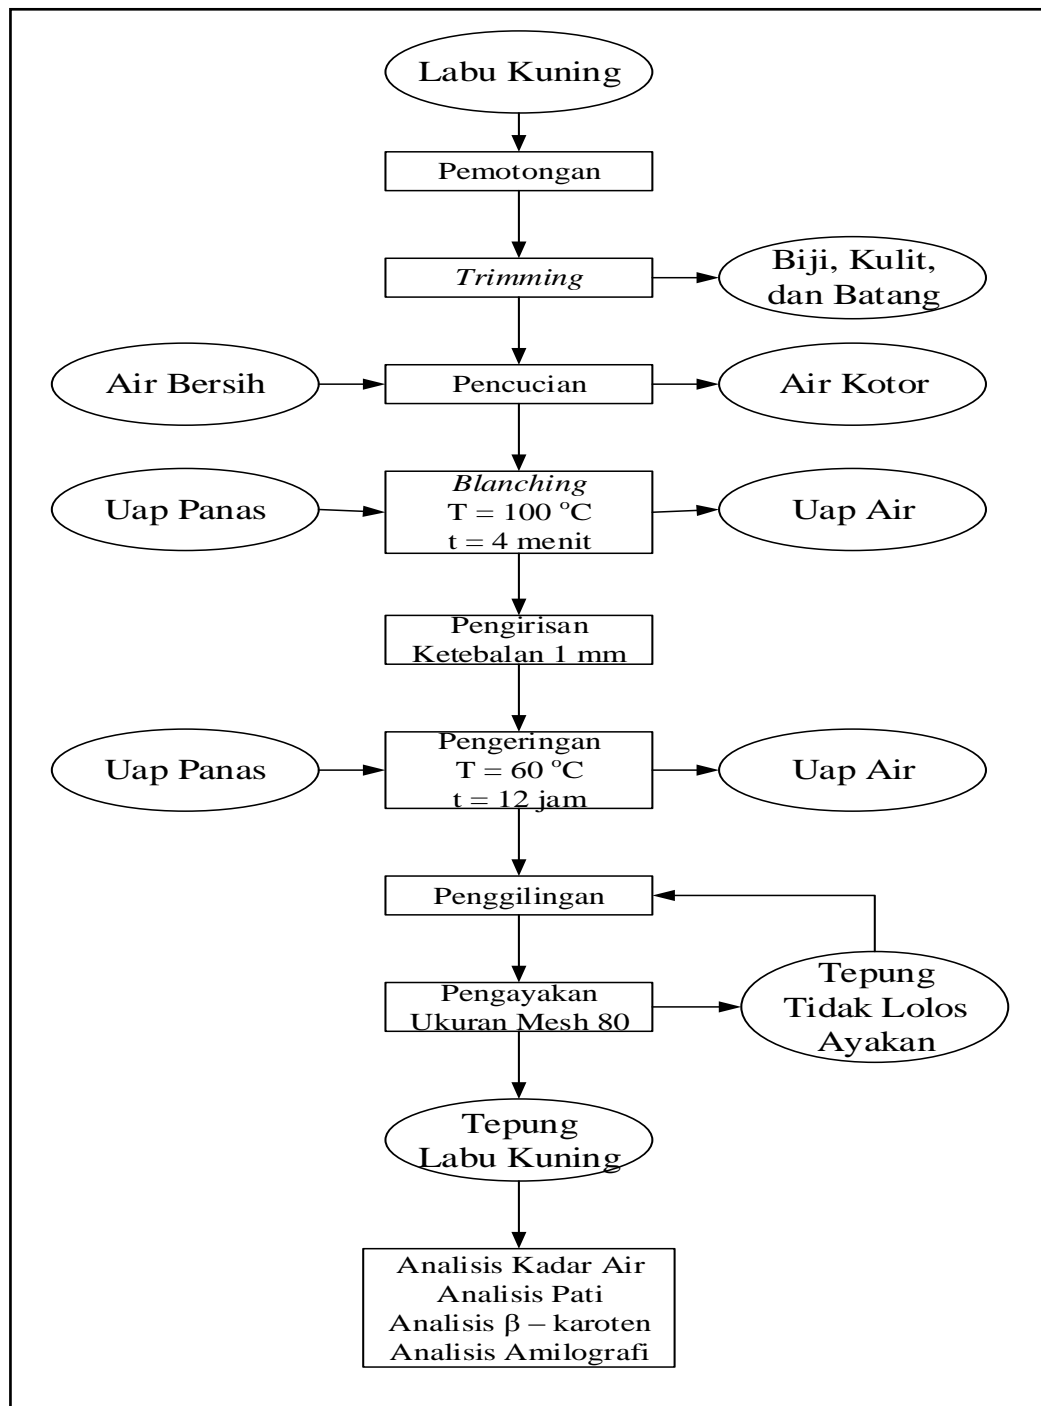 Labu Kuning
Pemotongan
Trimming
Biji, Kulit,
dan Batang
Air Bersih
Pencucian
Air Kotor
Uap Panas
Blanching
T = 100 °C
t = 4 menit
Uap Air
Pengirisan
Ketebalan 1 mm
Uap Panas
Pengeringan
T = 60 °C
t = 12 jam
Uap Air
Penggilingan
Pengayakan
Ukuran Mesh 80
Tepung
Tidak Lolos
Ayakan
Tepung
Labu Kuning
Analisis Kadar Air
Analisis Pati
Analisis β – karoten
Analisis Amilografi